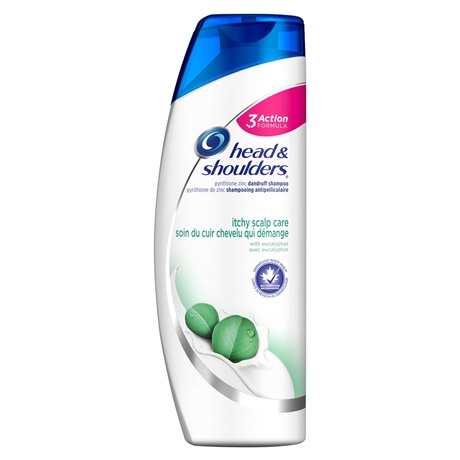 3 Action
FORMULA
head &
shoulders®
pyrithione zinc dandruff shampoo
pyrithione de zinc shampooing antipelliculaire
itchy scalp care
soin du cuir chevelu qui démange
with eucalyptus
avec eucalyptus